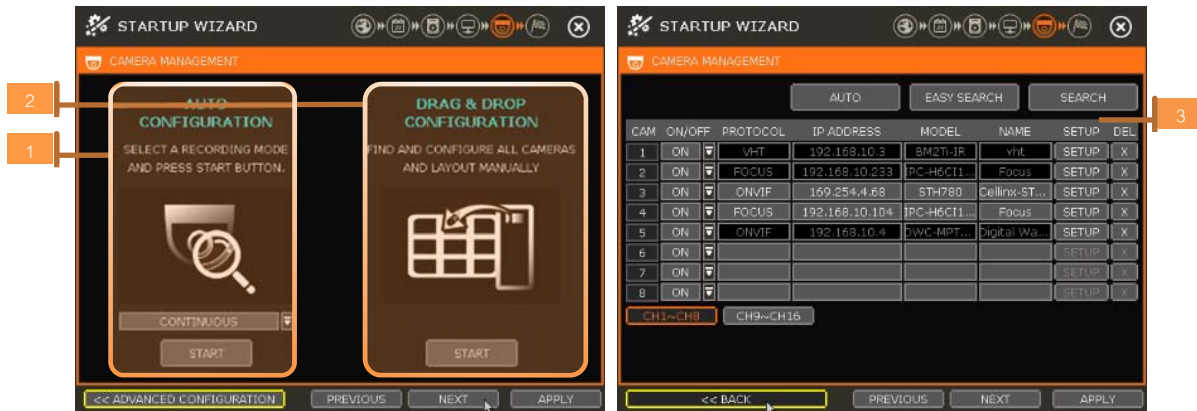 STARTUP WIZARD
CAMERA MANAGEMENT
2
1
AUTO
CONFIGURATION
SELECT A RECORDING MODE
AND PRESS START BUTTON.
CONTINUOUS
START
DRAG & DROP
CONFIGURATION
FIND AND CONFIGURE ALL CAMERAS
AND LAYOUT MANUALLY
START
<< ADVANCED CONFIGURATION PREVIOUS NEXT APPLY
STARTUP WIZARD
CAMERA MANAGEMENT
AUTO EASY SEARCH SEARCH
3
CAM ON/OFF PROTOCOL IP ADDRESS MODEL NAME SETUP DEL
1 ON VHT 192.168.10.3 BM2Ti-IR vht SETUP X
2 ON FOCUS 192.168.10.233 IPC-H6CI1... Focus SETUP X
3 ON ONVIF 169.254.4.68 STH780 Cellinx-ST... SETUP X
4 ON FOCUS 192.168.10.104 IPC-H6CI1... Focus SETUP X
5 ON ONVIF 192.168.10.4 DWC-MPT... Digital Wa... SETUP X
6 ON SETUP X
7 ON SETUP X
8 ON SETUP X
CH1~CH8 CH9~CH16
<< BACK PREVIOUS NEXT APPLY